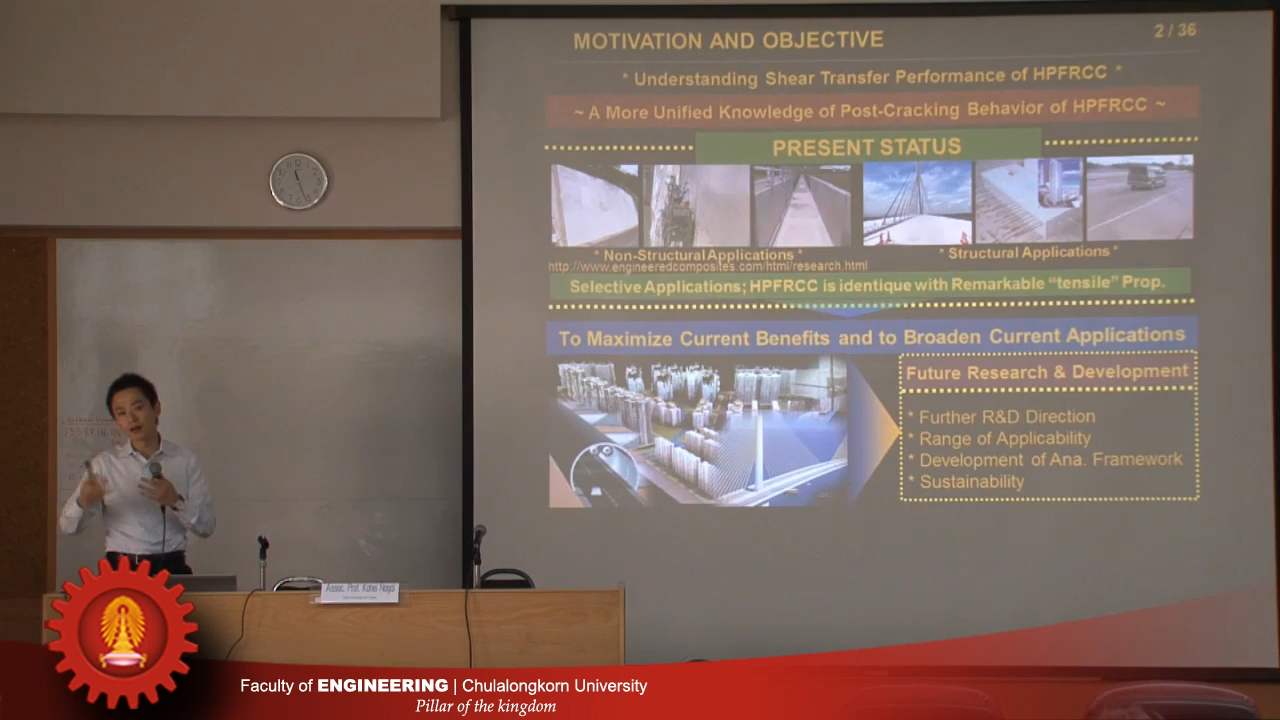 MOTIVATION AND OBJECTIVE
2 / 36
* Understanding Shear Transfer Performance of HPFRCC *
~ A More Unified Knowledge of Post-Cracking Behavior of HPFRCC ~
PRESENT STATUS
* Non-Structural Applications *
* Structural Applications *
http://www.engineeredcomposites.com/html/research.html
Selective Applications; HPFRCC is identique with Remarkable “tensile” Prop.
To Maximize Current Benefits and to Broaden Current Applications
Future Research & Development
* Further R&D Direction
* Range of Applicability
* Development of Ana. Framework
* Sustainability
Assoc. Prof. Kohei Nagai
Faculty of ENGINEERING | Chulalongkorn University
Pillar of the kingdom